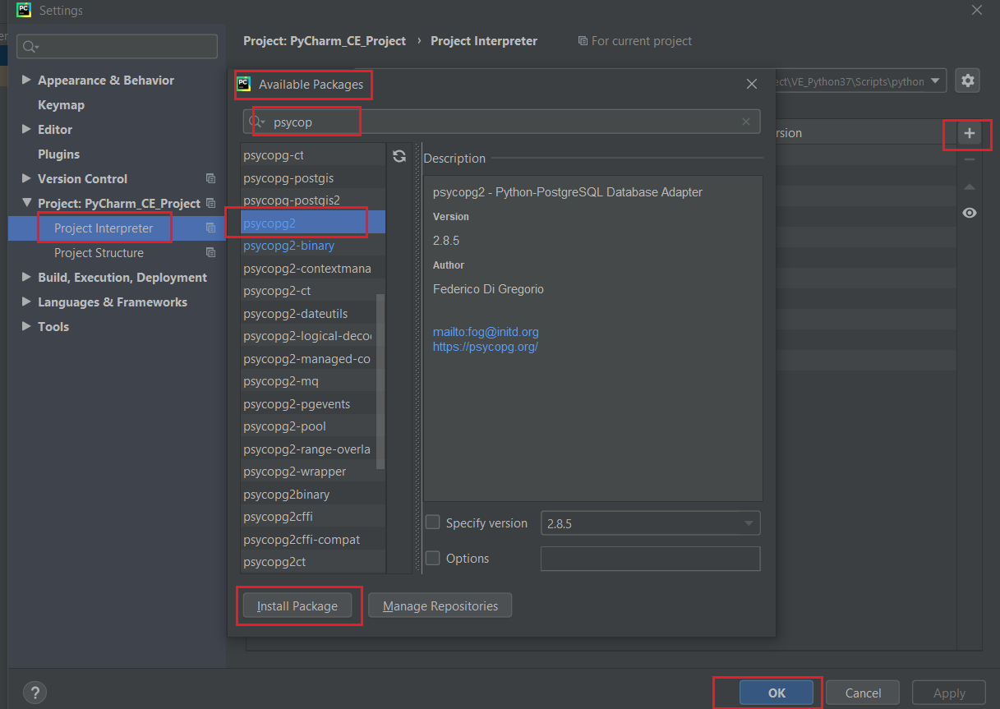 Settings
Appearance & Behavior
Keymap
Editor
Plugins
Version Control
Project: PyCharm_CE_Project
Project Interpreter
Project Structure
Build, Execution, Deployment
Languages & Frameworks
Tools
Project: PyCharm_CE_Project › Project Interpreter
For current project
ect\VE_Python37\Scripts\python
rsion
Available Packages
psycop
psycopg-ct
psycopg-postgis
psycopg-postgis2
psycopg2
psycopg2-binary
psycopg2-contextmana
psycopg2-ct
psycopg2-dateutils
psycopg2-logical-decoc
psycopg2-managed-co
psycopg2-mq
psycopg2-pgevents
psycopg2-pool
psycopg2-range-overla
psycopg2-wrapper
psycopg2binary
psycopg2cffi
psycopg2cffi-compat
psycopg2ct
Description
psycopg2 - Python-PostgreSQL Database Adapter
Version
2.8.5
Author
Federico Di Gregorio
mailto:fog@initd.org
https://psycopg.org/
Specify version
2.8.5
Options
Install Package
Manage Repositories
?
OK
Cancel
Apply